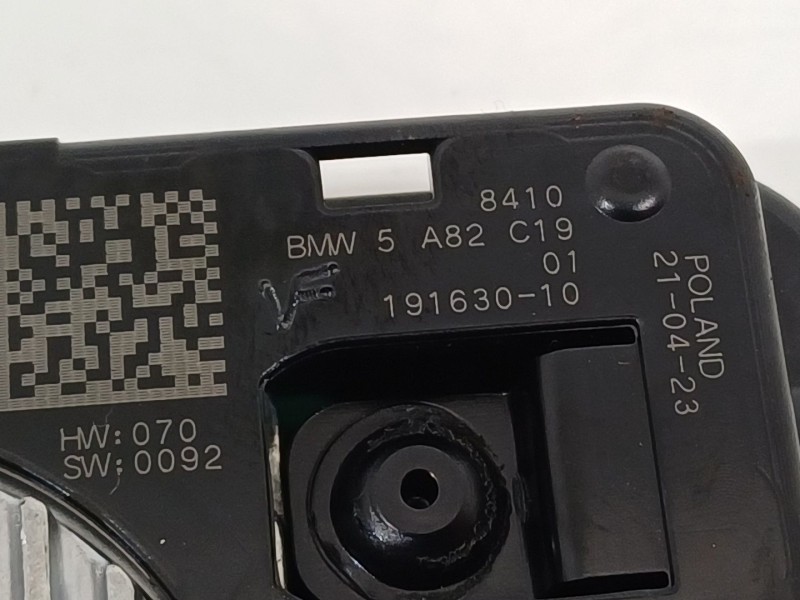 8410
BMW 5 A82 C19
01
191630-10
POLAND
21-04-23
HW:070
SW:0092